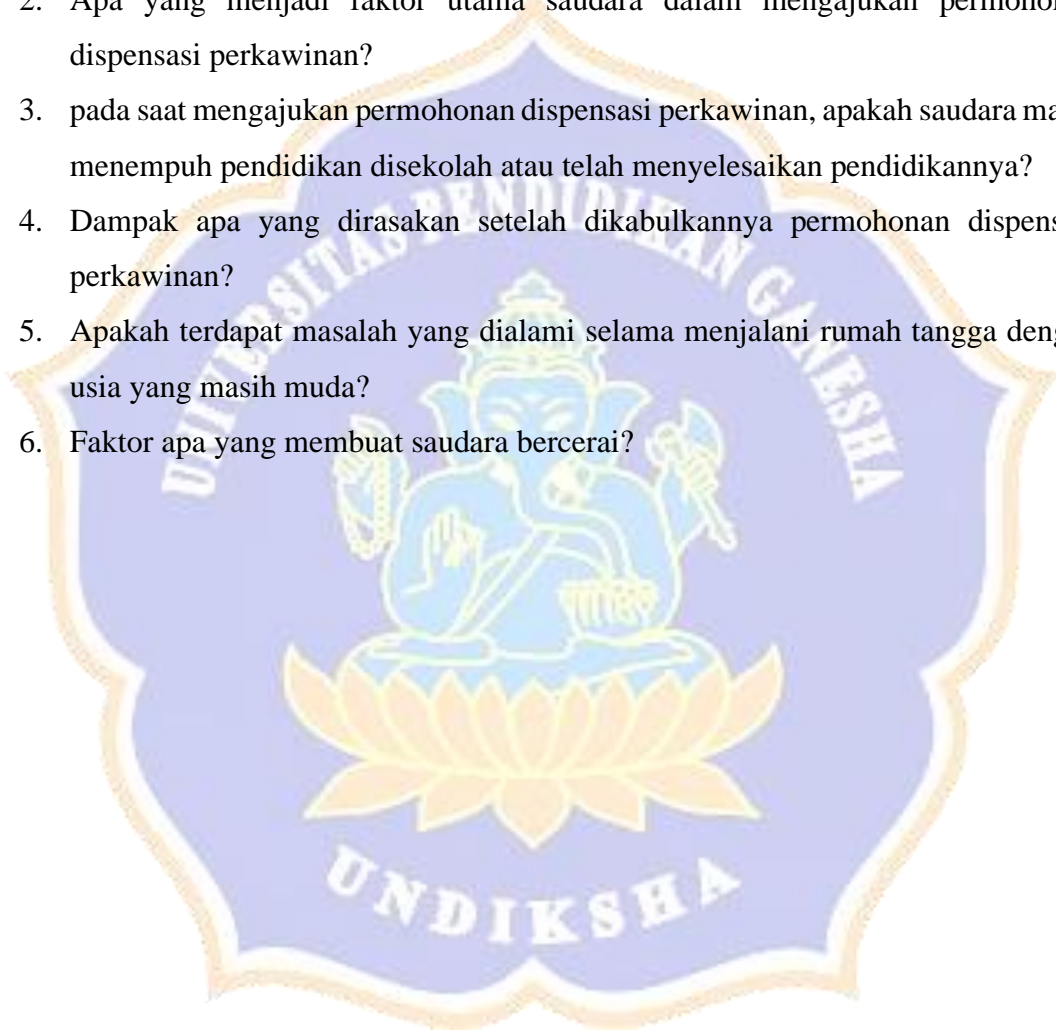 2. Apa yang menjadi faktor utama saudara dalam mengajukan permohon
dispensasi perkawinan?
3. pada saat mengajukan permohonan dispensasi perkawinan, apakah saudara ma
menempuh pendidikan disekolah atau telah menyelesaikan pendidikannya?
4. Dampak apa yang dirasakan setelah dikabulkannya permohonan dispens
perkawinan?
5. Apakah terdapat masalah yang dialami selama menjalani rumah tangga deng
usia yang masih muda?
6. Faktor apa yang membuat saudara bercerai?
UNIVERSITAS PENDIDIKAN GANESHA
UNDIKSHA